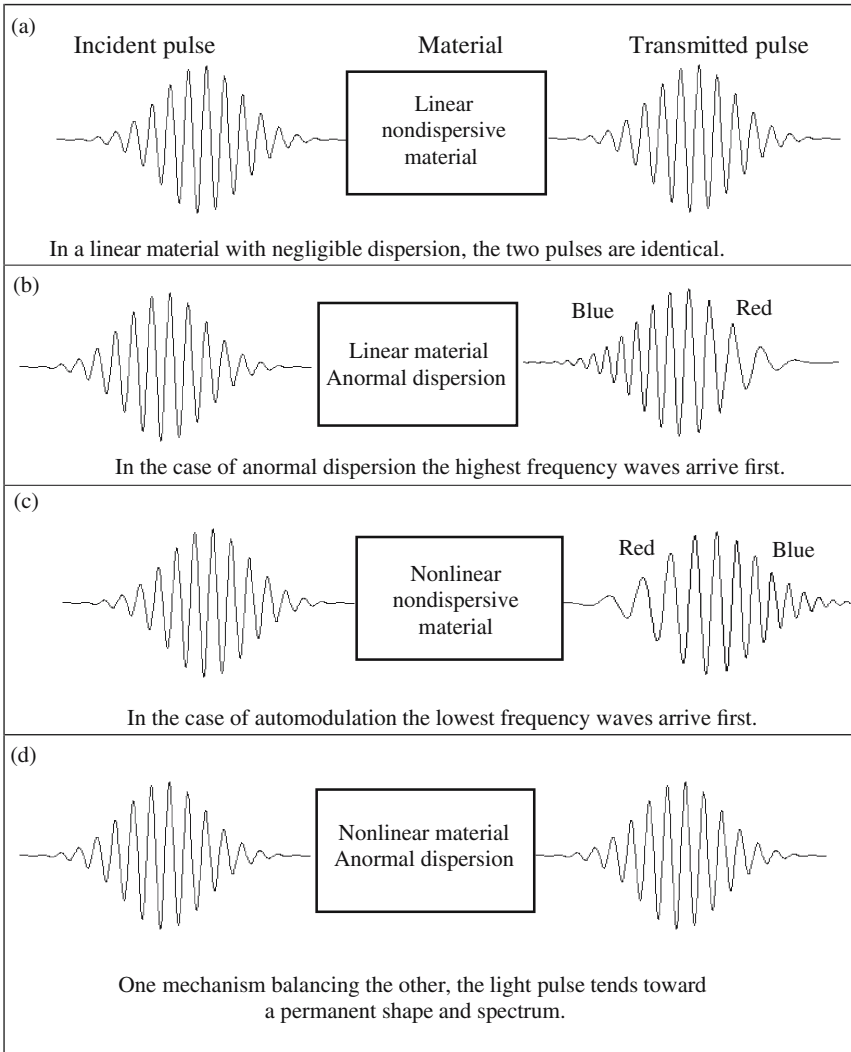 (a)
Incident pulse
Material
Transmitted pulse
Linear
nondispersive
material
In a linear material with negligible dispersion, the two pulses are identical.
(b)
Blue
Red
Linear material
Anormal dispersion
In the case of anormal dispersion the highest frequency waves arrive first.
(c)
Red
Blue
Nonlinear
nondispersive
material
In the case of automodulation the lowest frequency waves arrive first.
(d)
Nonlinear material
Anormal dispersion
One mechanism balancing the other, the light pulse tends toward
a permanent shape and spectrum.